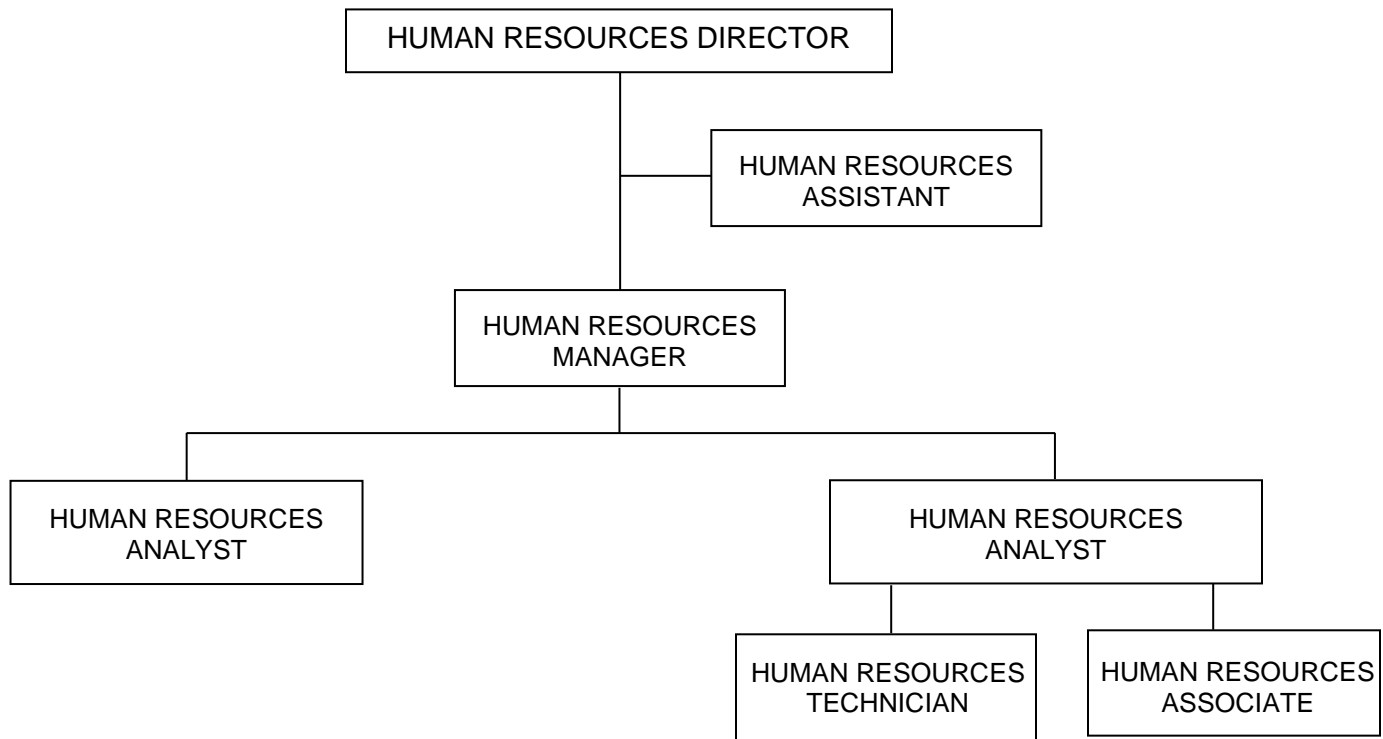 HUMAN RESOURCES DIRECTOR
HUMAN RESOURCES
ASSISTANT
HUMAN RESOURCES
MANAGER
HUMAN RESOURCES
ANALYST
HUMAN RESOURCES
ANALYST
HUMAN RESOURCES
TECHNICIAN
HUMAN RESOURCES
ASSOCIATE